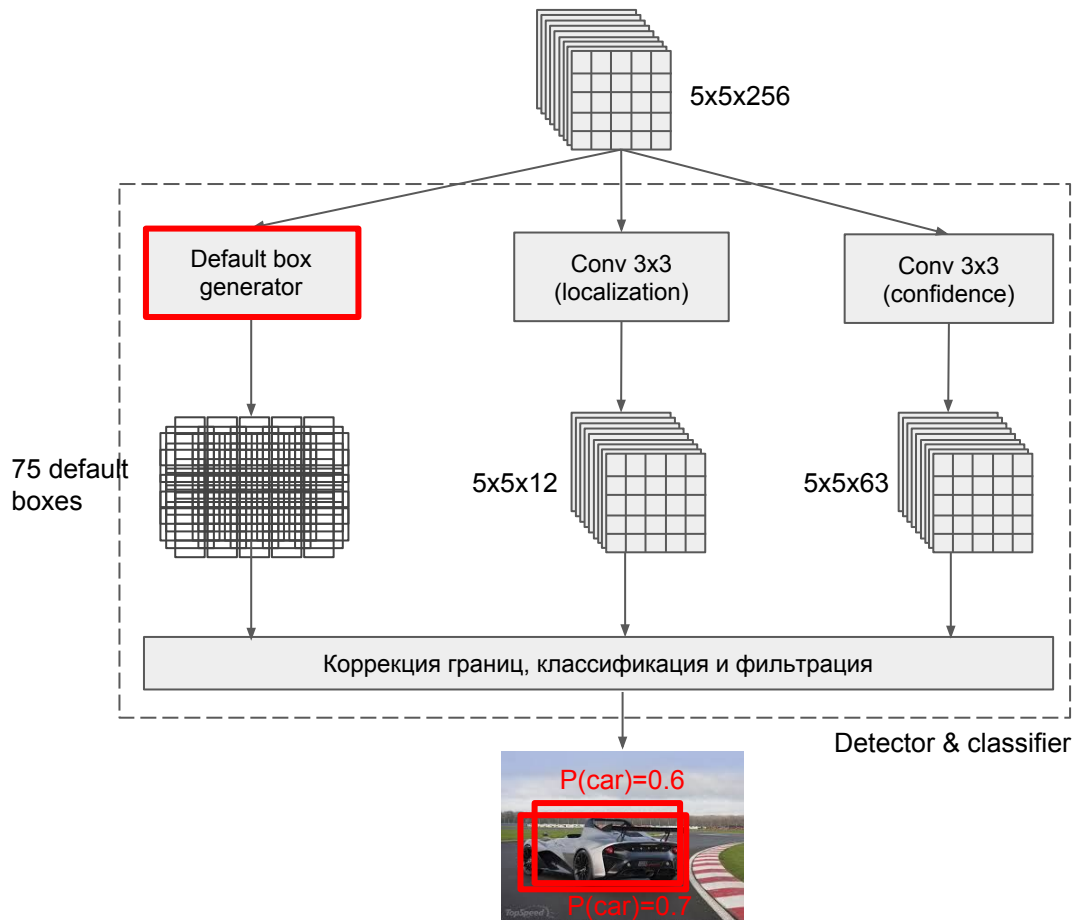 5x5x256
Default box
generator
Conv 3x3
(localization)
Conv 3x3
(confidence)
75 default
boxes
5x5x12
5x5x63
Коррекция границ, классификация и фильтрация
Detector & classifier
P(car)=0.6
P(car)=0.7
TopSpeed